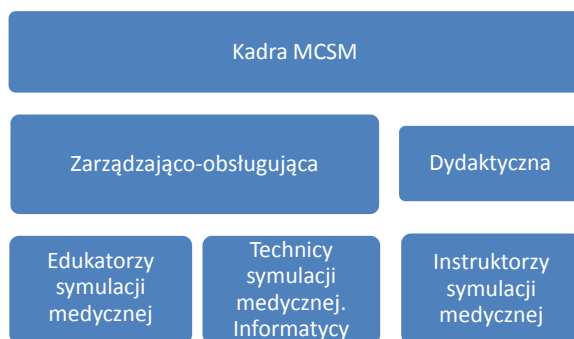 Kadra MCSM
Zarządzająco-obsługująca
Dydaktyczna
Edukatorzy
symulacji
medycznej
Technicy
symulacji
medycznej.
Informatycy
Instruktorzy
symulacji
medycznej